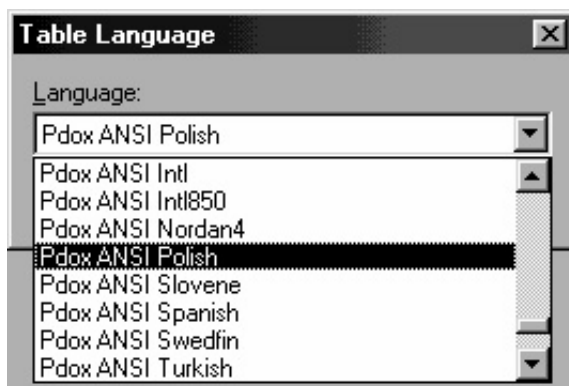 Table Language
Language:
Pdox ANSI Polish
Pdox ANSI Intl
Pdox ANSI Intl850
Pdox ANSI Nordan4
Pdox ANSI Polish
Pdox ANSI Slovene
Pdox ANSI Spanish
Pdox ANSI Swedfin
Pdox ANSI Turkish